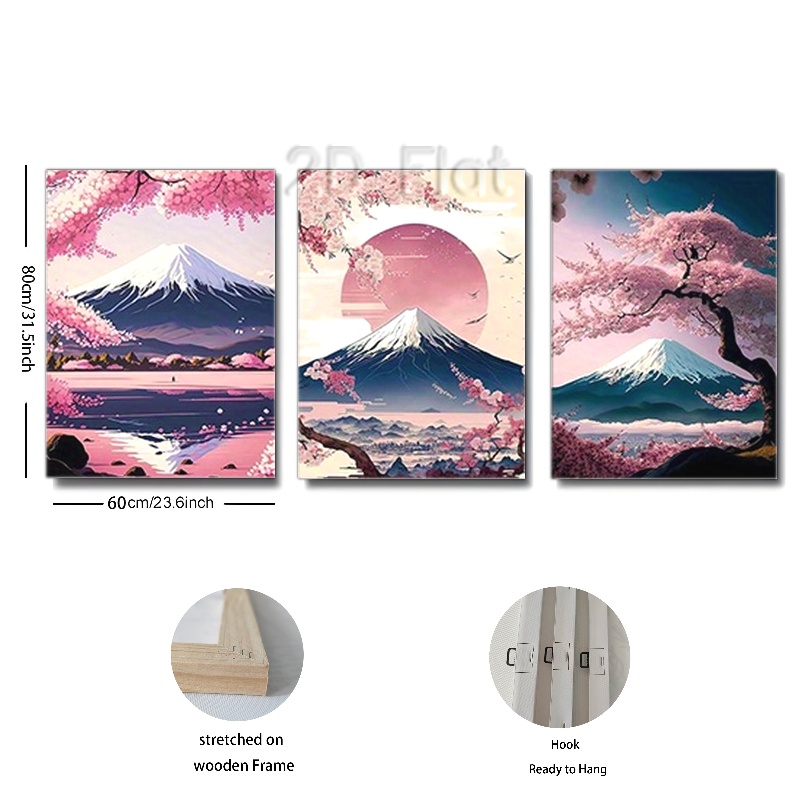 2D Flat
80cm/31.5inch
60cm/23.6inch
stretched on
wooden Frame
Hook
Ready to Hang